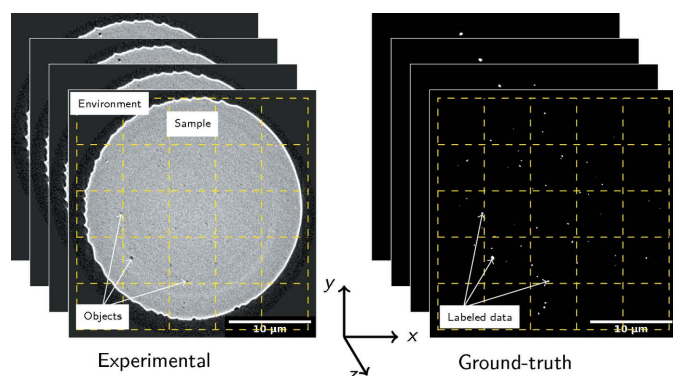 Environment
Sample
Objects
10 µm
Experimental
y
x
z
Labeled data
10 µm
Ground-truth